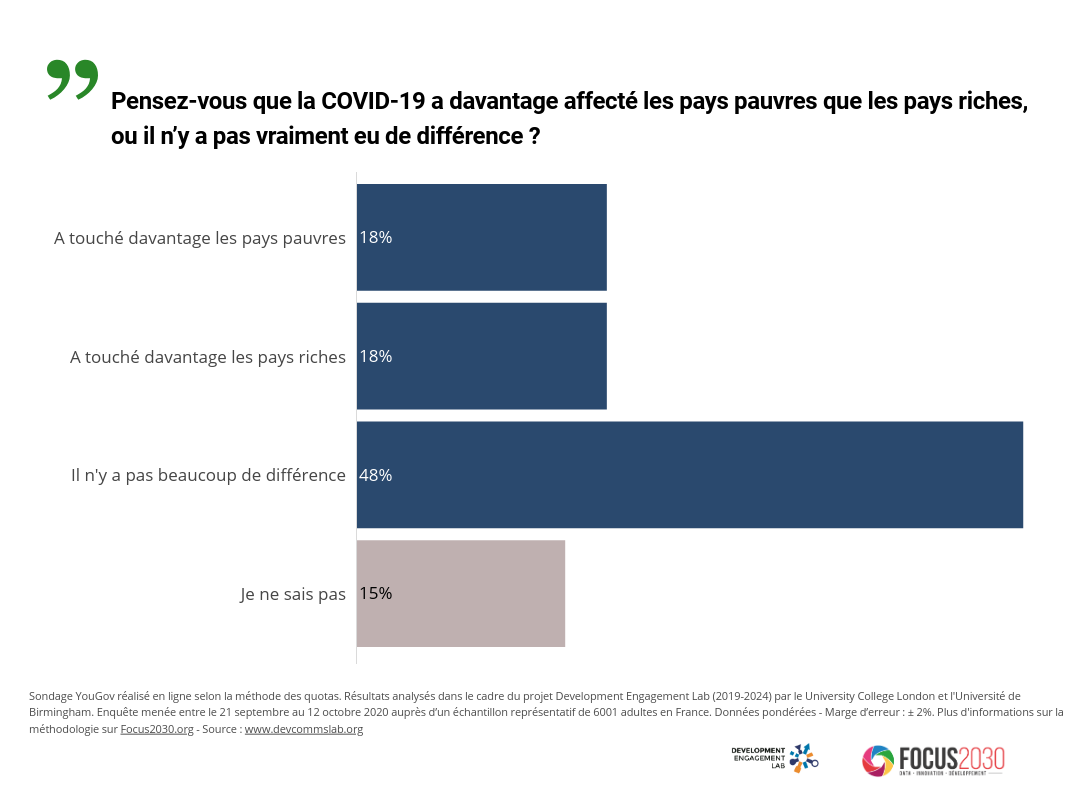 ”
Pensez-vous que la COVID-19 a davantage affecté les pays pauvres que les pays riches,
ou il n’y a pas vraiment eu de différence ?
A touché davantage les pays pauvres
18%
A touché davantage les pays riches
18%
Il n'y a pas beaucoup de différence
48%
Je ne sais pas
15%
Sondage YouGov réalisé en ligne selon la méthode des quotas. Résultats analysés dans le cadre du projet Development Engagement Lab (2019-2024) par le University College London et l'Université de
Birmingham. Enquête menée entre le 21 septembre au 12 octobre 2020 auprès d’un échantillon représentatif de 6001 adultes en France. Données pondérées - Marge d’erreur : ± 2%. Plus d'informations sur la
méthodologie sur Focus2030.org - Source : www.devcommslab.org
DEVELOPMENT
ENGAGEMENT
LAB
FOCUS2030
DATA • INNOVATION • DÉVELOPPEMENT